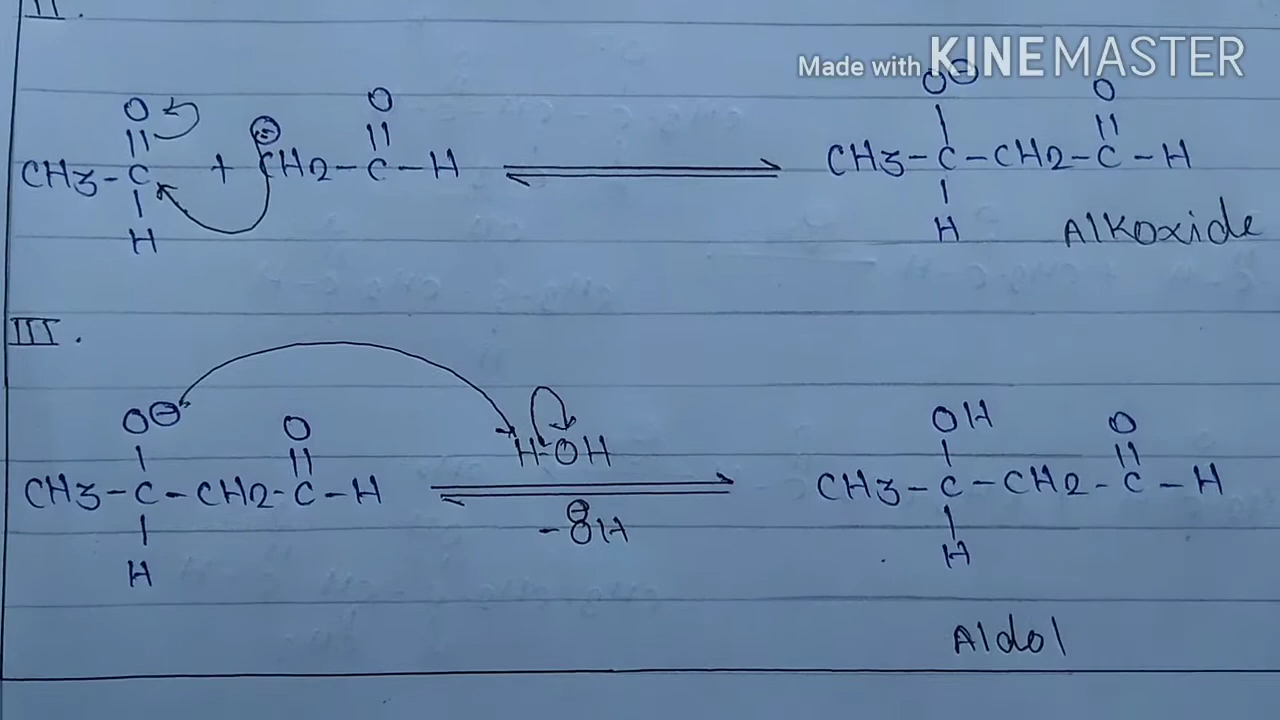 II.
Made with KINEMASTER
O O O⊖ O
|| || | ||
CH3-C + ⊖CH2-C-H ⇌ CH3-C-CH2-C-H
| |
H H Alkoxide
III.
O⊖ O H-OH OH O
| || | ||
CH3-C-CH2-C-H ⇌ CH3-C-CH2-C-H
| -⊖OH |
H H
Aldol